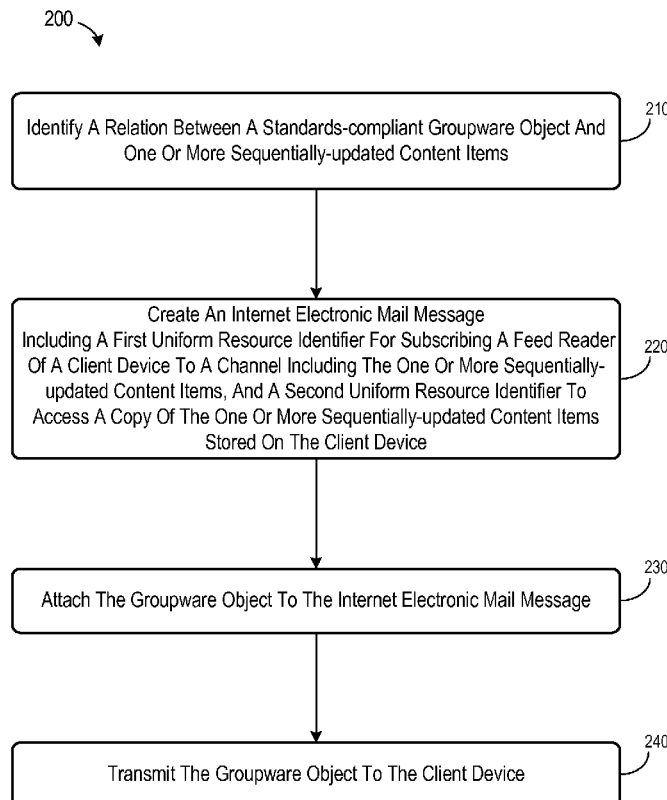 200
210
Identify A Relation Between A Standards-compliant Groupware Object And
One Or More Sequentially-updated Content Items
Create An Internet Electronic Mail Message
Including A First Uniform Resource Identifier For Subscribing A Feed Reader
Of A Client Device To A Channel Including The One Or More Sequentially-
updated Content Items, And A Second Uniform Resource Identifier To
Access A Copy Of The One Or More Sequentially-updated Content Items
Stored On The Client Device
220
230
Attach The Groupware Object To The Internet Electronic Mail Message
240
Transmit The Groupware Object To The Client Device